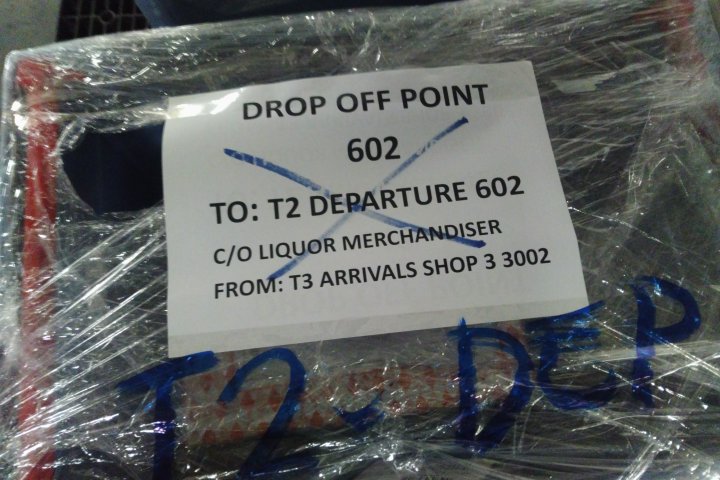 DROP OFF POINT
602
TO: T2 DEPARTURE 602
C/O LIQUOR MERCHANDISER
FROM: T3 ARRIVALS SHOP 3 3002
T2 - DEP